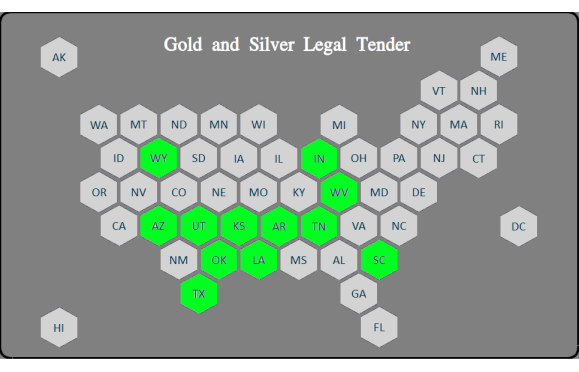 Gold and Silver Legal Tender
AK ME
VT NH
WA MT ND MN WI MI NY MA RI
ID WY SD IA IL IN OH PA NJ CT
OR NV CO NE MO KY WV MD DE
CA AZ UT KS AR TN VA NC DC
NM OK LA MS AL SC
TX GA
HI FL